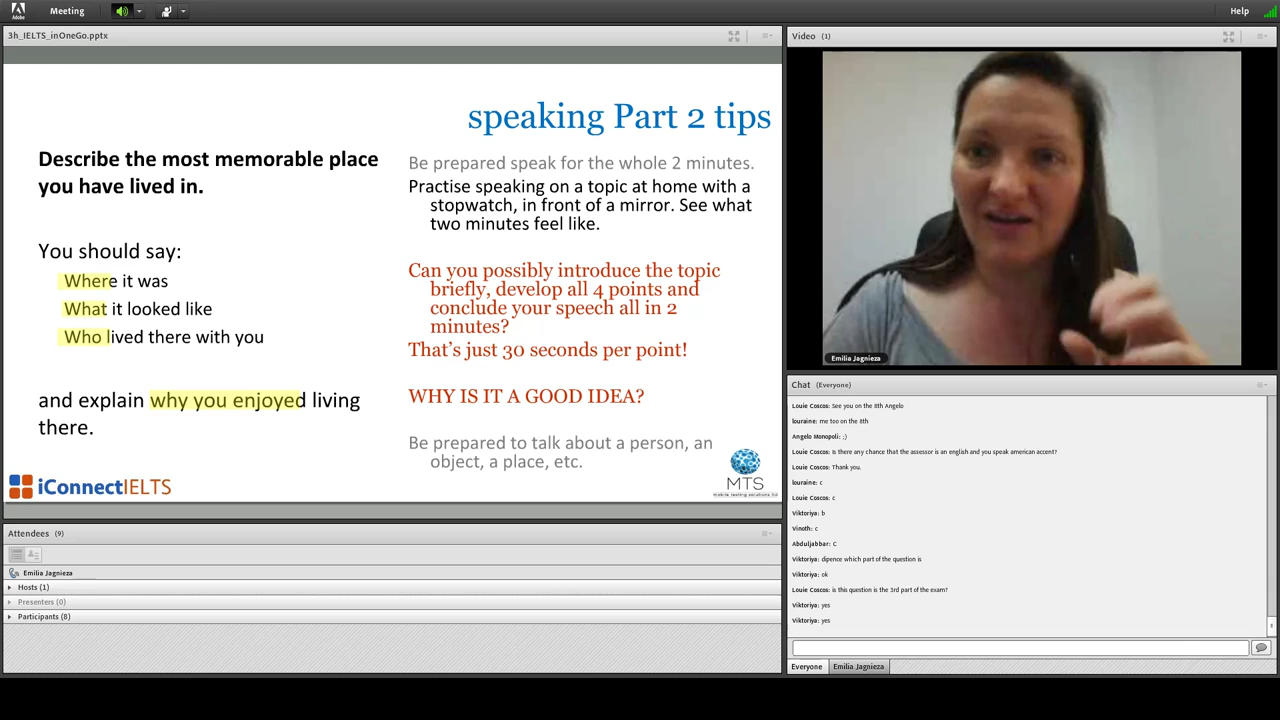 Adobe
Meeting
Help
3h_IELTS_inOneGo.pptx
speaking Part 2 tips
Describe the most memorable place
you have lived in.
You should say:
Where it was
What it looked like
Who lived there with you
and explain why you enjoyed living
there.
Be prepared speak for the whole 2 minutes.
Practise speaking on a topic at home with a
stopwatch, in front of a mirror. See what
two minutes feel like.
Can you possibly introduce the topic
briefly, develop all 4 points and
conclude your speech all in 2
minutes?
That's just 30 seconds per point!
WHY IS IT A GOOD IDEA?
Be prepared to talk about a person, an
object, a place, etc.
iConnectIELTS
MTS
mobile testing solutions ltd
Attendees (9)
Emilia Jagnieza
Hosts (1)
Presenters (0)
Participants (8)
Video (1)
Emilia Jagnieza
Chat (Everyone)
Louie Coscos: See you on the 8th Angelo
louraine: me too on the 8th
Angelo Monopoli: ;)
Louie Coscos: Is there any chance that the assessor is an english and you speak american accent?
Louie Coscos: Thank you.
louraine: c
Louie Coscos: c
Viktoriya: b
Vinoth: c
Abduljabbar: C
Viktoriya: dipence which part of the question is
Viktoriya: ok
Louie Coscos: is this question is the 3rd part of the exam?
Viktoriya: yes
Viktoriya: yes
Everyone
Emilia Jagnieza